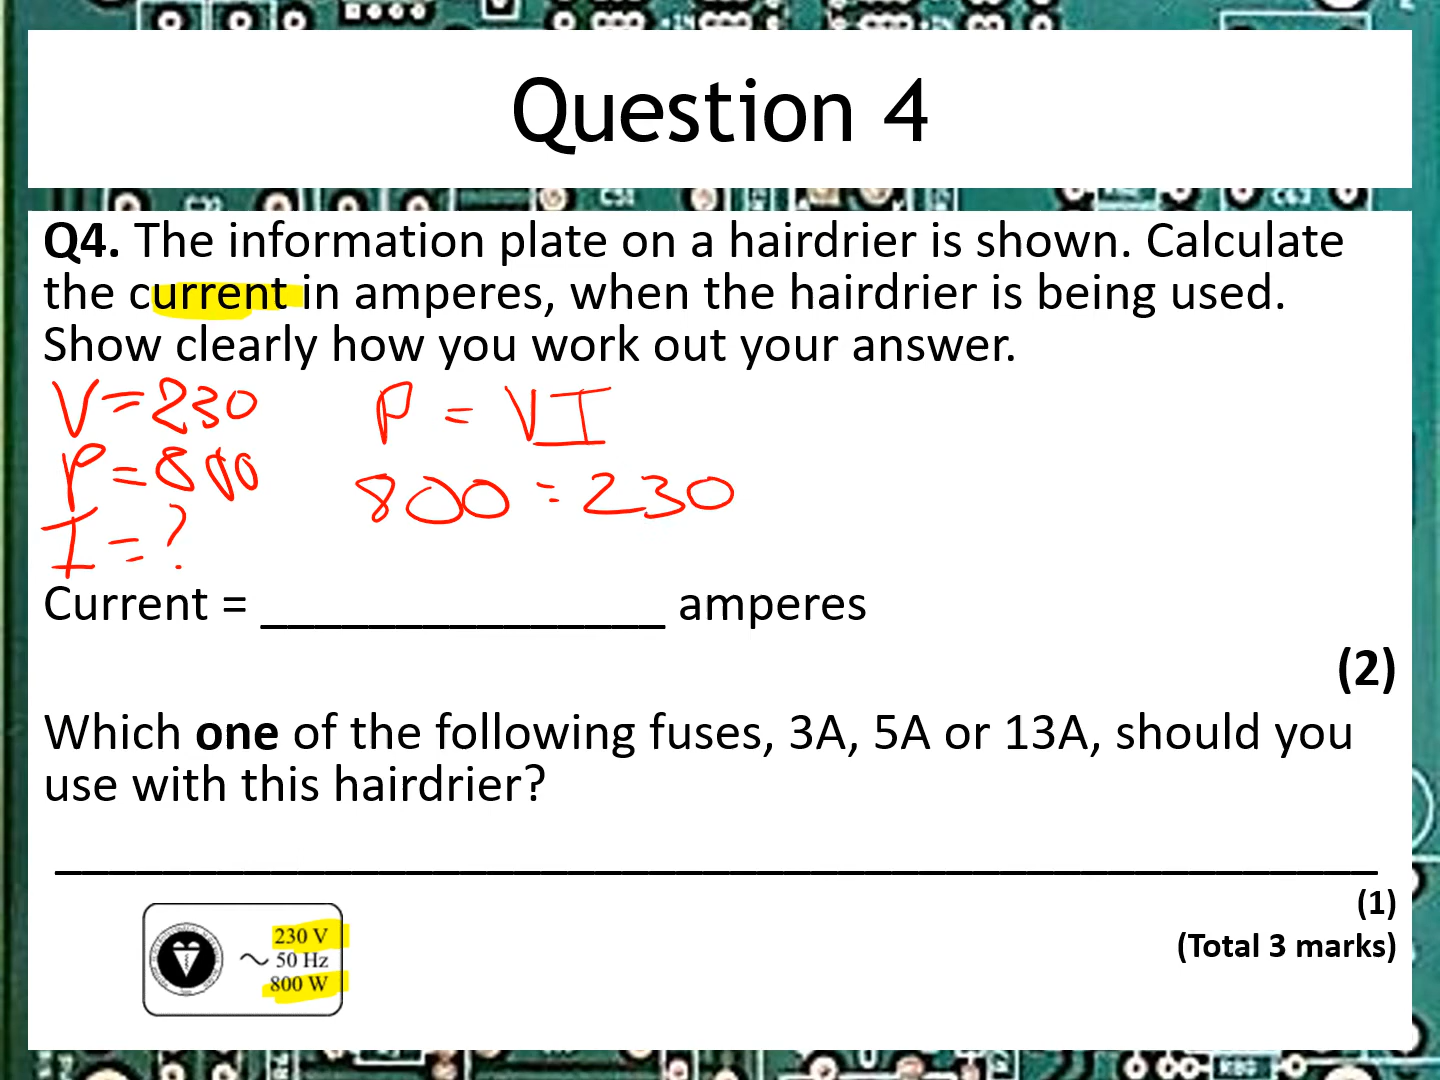 Question 4
Q4. The information plate on a hairdrier is shown. Calculate
the current in amperes, when the hairdrier is being used.
Show clearly how you work out your answer.
V=230
P = VI
P=800
800 = 230
I = ?
Current = _______________ amperes
(2)
Which one of the following fuses, 3A, 5A or 13A, should you
use with this hairdrier?
(1)
(Total 3 marks)
230 V
~ 50 Hz
800 W